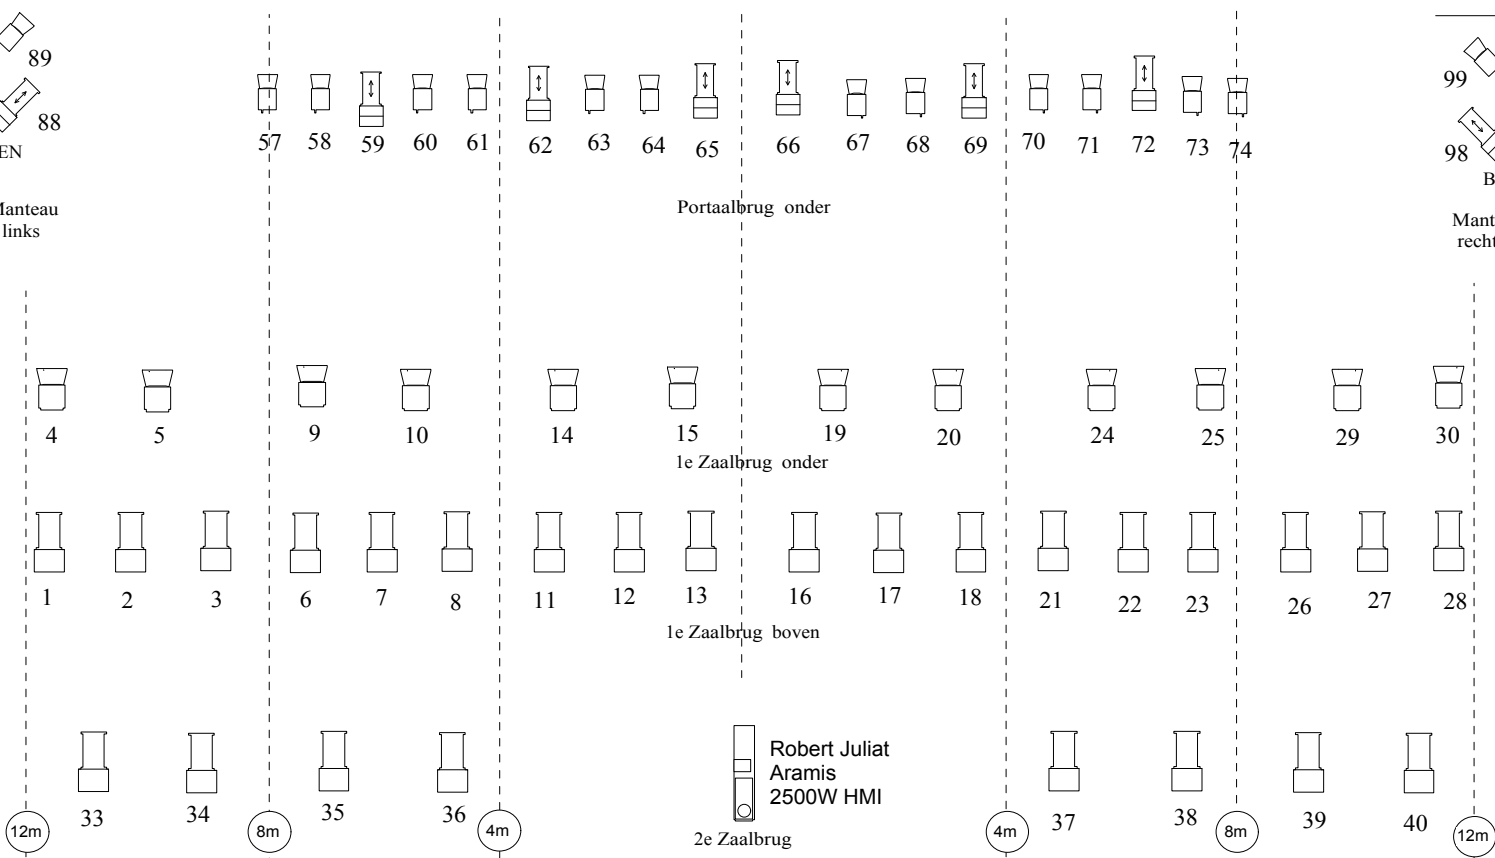 89
99
88
98
EN
B
57 58 59 60 61 62 63 64 65 66 67 68 69 70 71 72 73 74
Manteau
links
Portaalbrug onder
Mant
recht
4 5 9 10 14 15 19 20 24 25 29 30
1e Zaalbrug onder
1 2 3 6 7 8 11 12 13 16 17 18 21 22 23 26 27 28
1e Zaalbrug boven
Robert Juliat
Aramis
2500W HMI
33 34 35 36 37 38 39 40
12m 8m 4m 4m 8m 12m
2e Zaalbrug